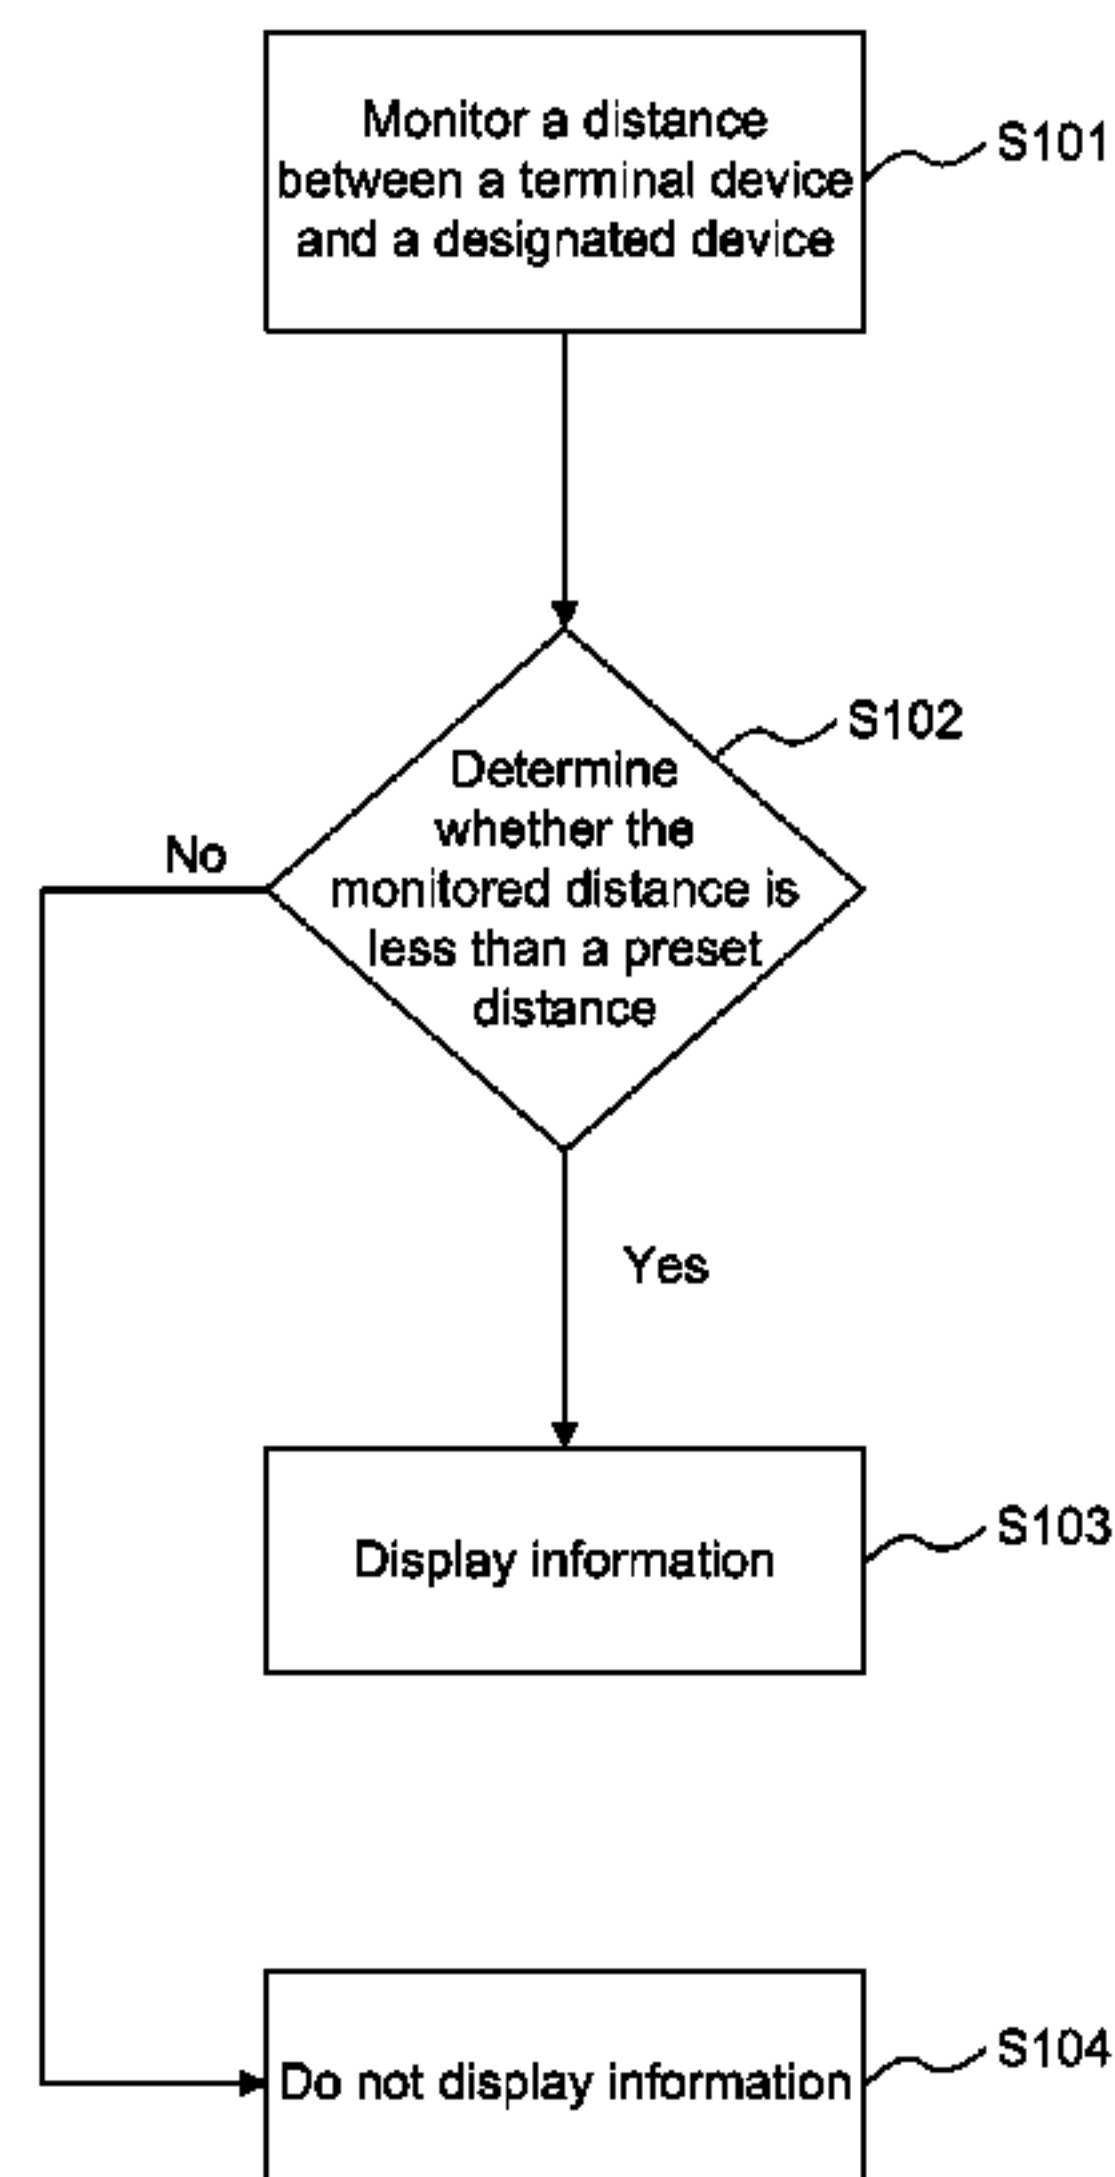 Monitor a distance
between a terminal device
and a designated device
S101
S102
Determine
whether the
monitored distance is
less than a preset
distance
No
Yes
Display information
S103
Do not display information
S104